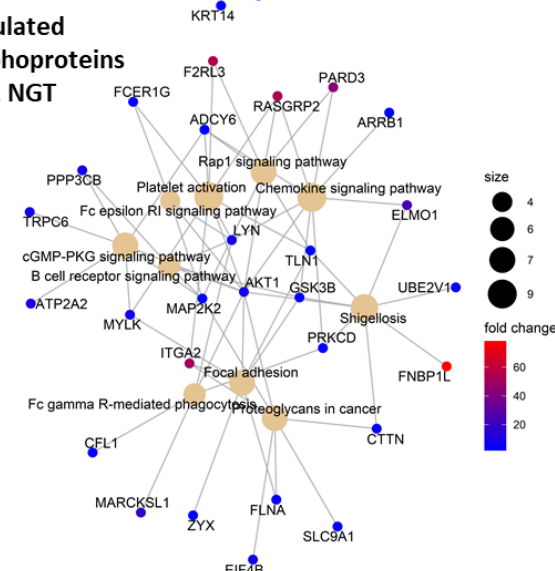 KRT14
ulated
hoproteins
NGT
F2RL3
PARD3
FCER1G
RASGRP2
ADCY6
ARRB1
Rap1 signaling pathway
PPP3CB
Platelet activation
Chemokine signaling pathway
size
4
Fc epsilon RI signaling pathway
ELMO1
TRPC6
LYN
6
cGMP-PKG signaling pathway
TLN1
7
B cell receptor signaling pathway
AKT1
GSK3B
UBE2V1
9
ATP2A2
MAP2K2
MYLK
Shigellosis
fold change
PRKCD
ITGA2
60
Focal adhesion
FNBP1L
40
Fc gamma R-mediated phagocytosis
Proteoglycans in cancer
20
CTTN
CFL1
MARCKSL1
FLNA
ZYX
SLC9A1
EIF4B